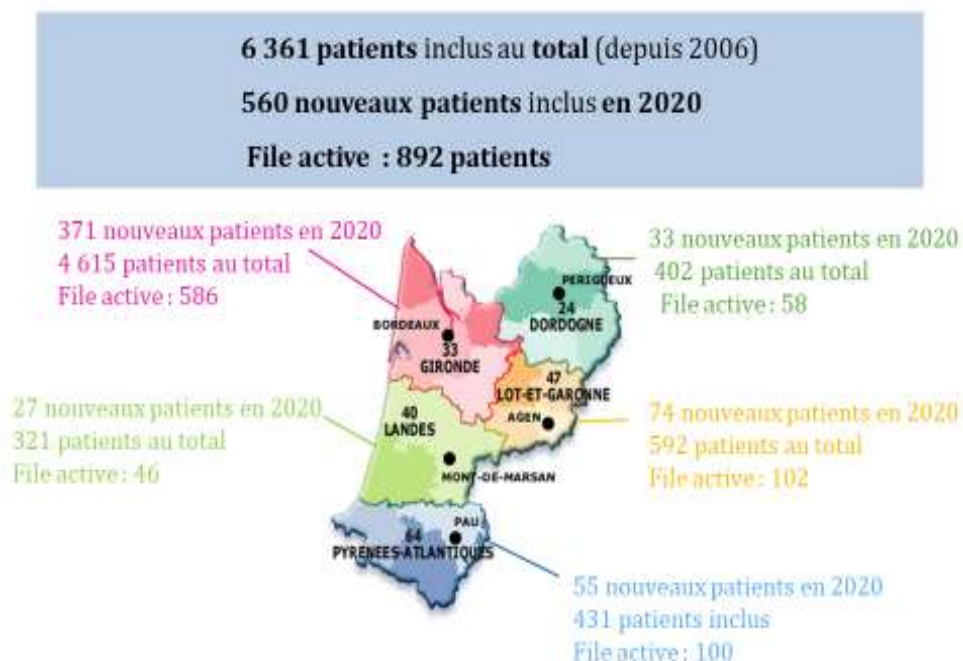 6 361 patients inclus au total (depuis 2006)
560 nouveaux patients inclus en 2020
File active : 892 patients
371 nouveaux patients en 2020
4 615 patients au total
File active : 586
33 nouveaux patients en 2020
402 patients au total
File active : 58
PERIGUEUX
24
DORDOGNE
BORDEAUX
33
GIRONDE
47
LOT-ET-GARONNE
AGEN
27 nouveaux patients en 2020
321 patients au total
File active : 46
40
LANDES
MONT-DE-MARSAN
74 nouveaux patients en 2020
592 patients au total
File active : 102
PAU
64
PYRENEES-ATLANTIQUES
55 nouveaux patients en 2020
431 patients inclus
File active : 100